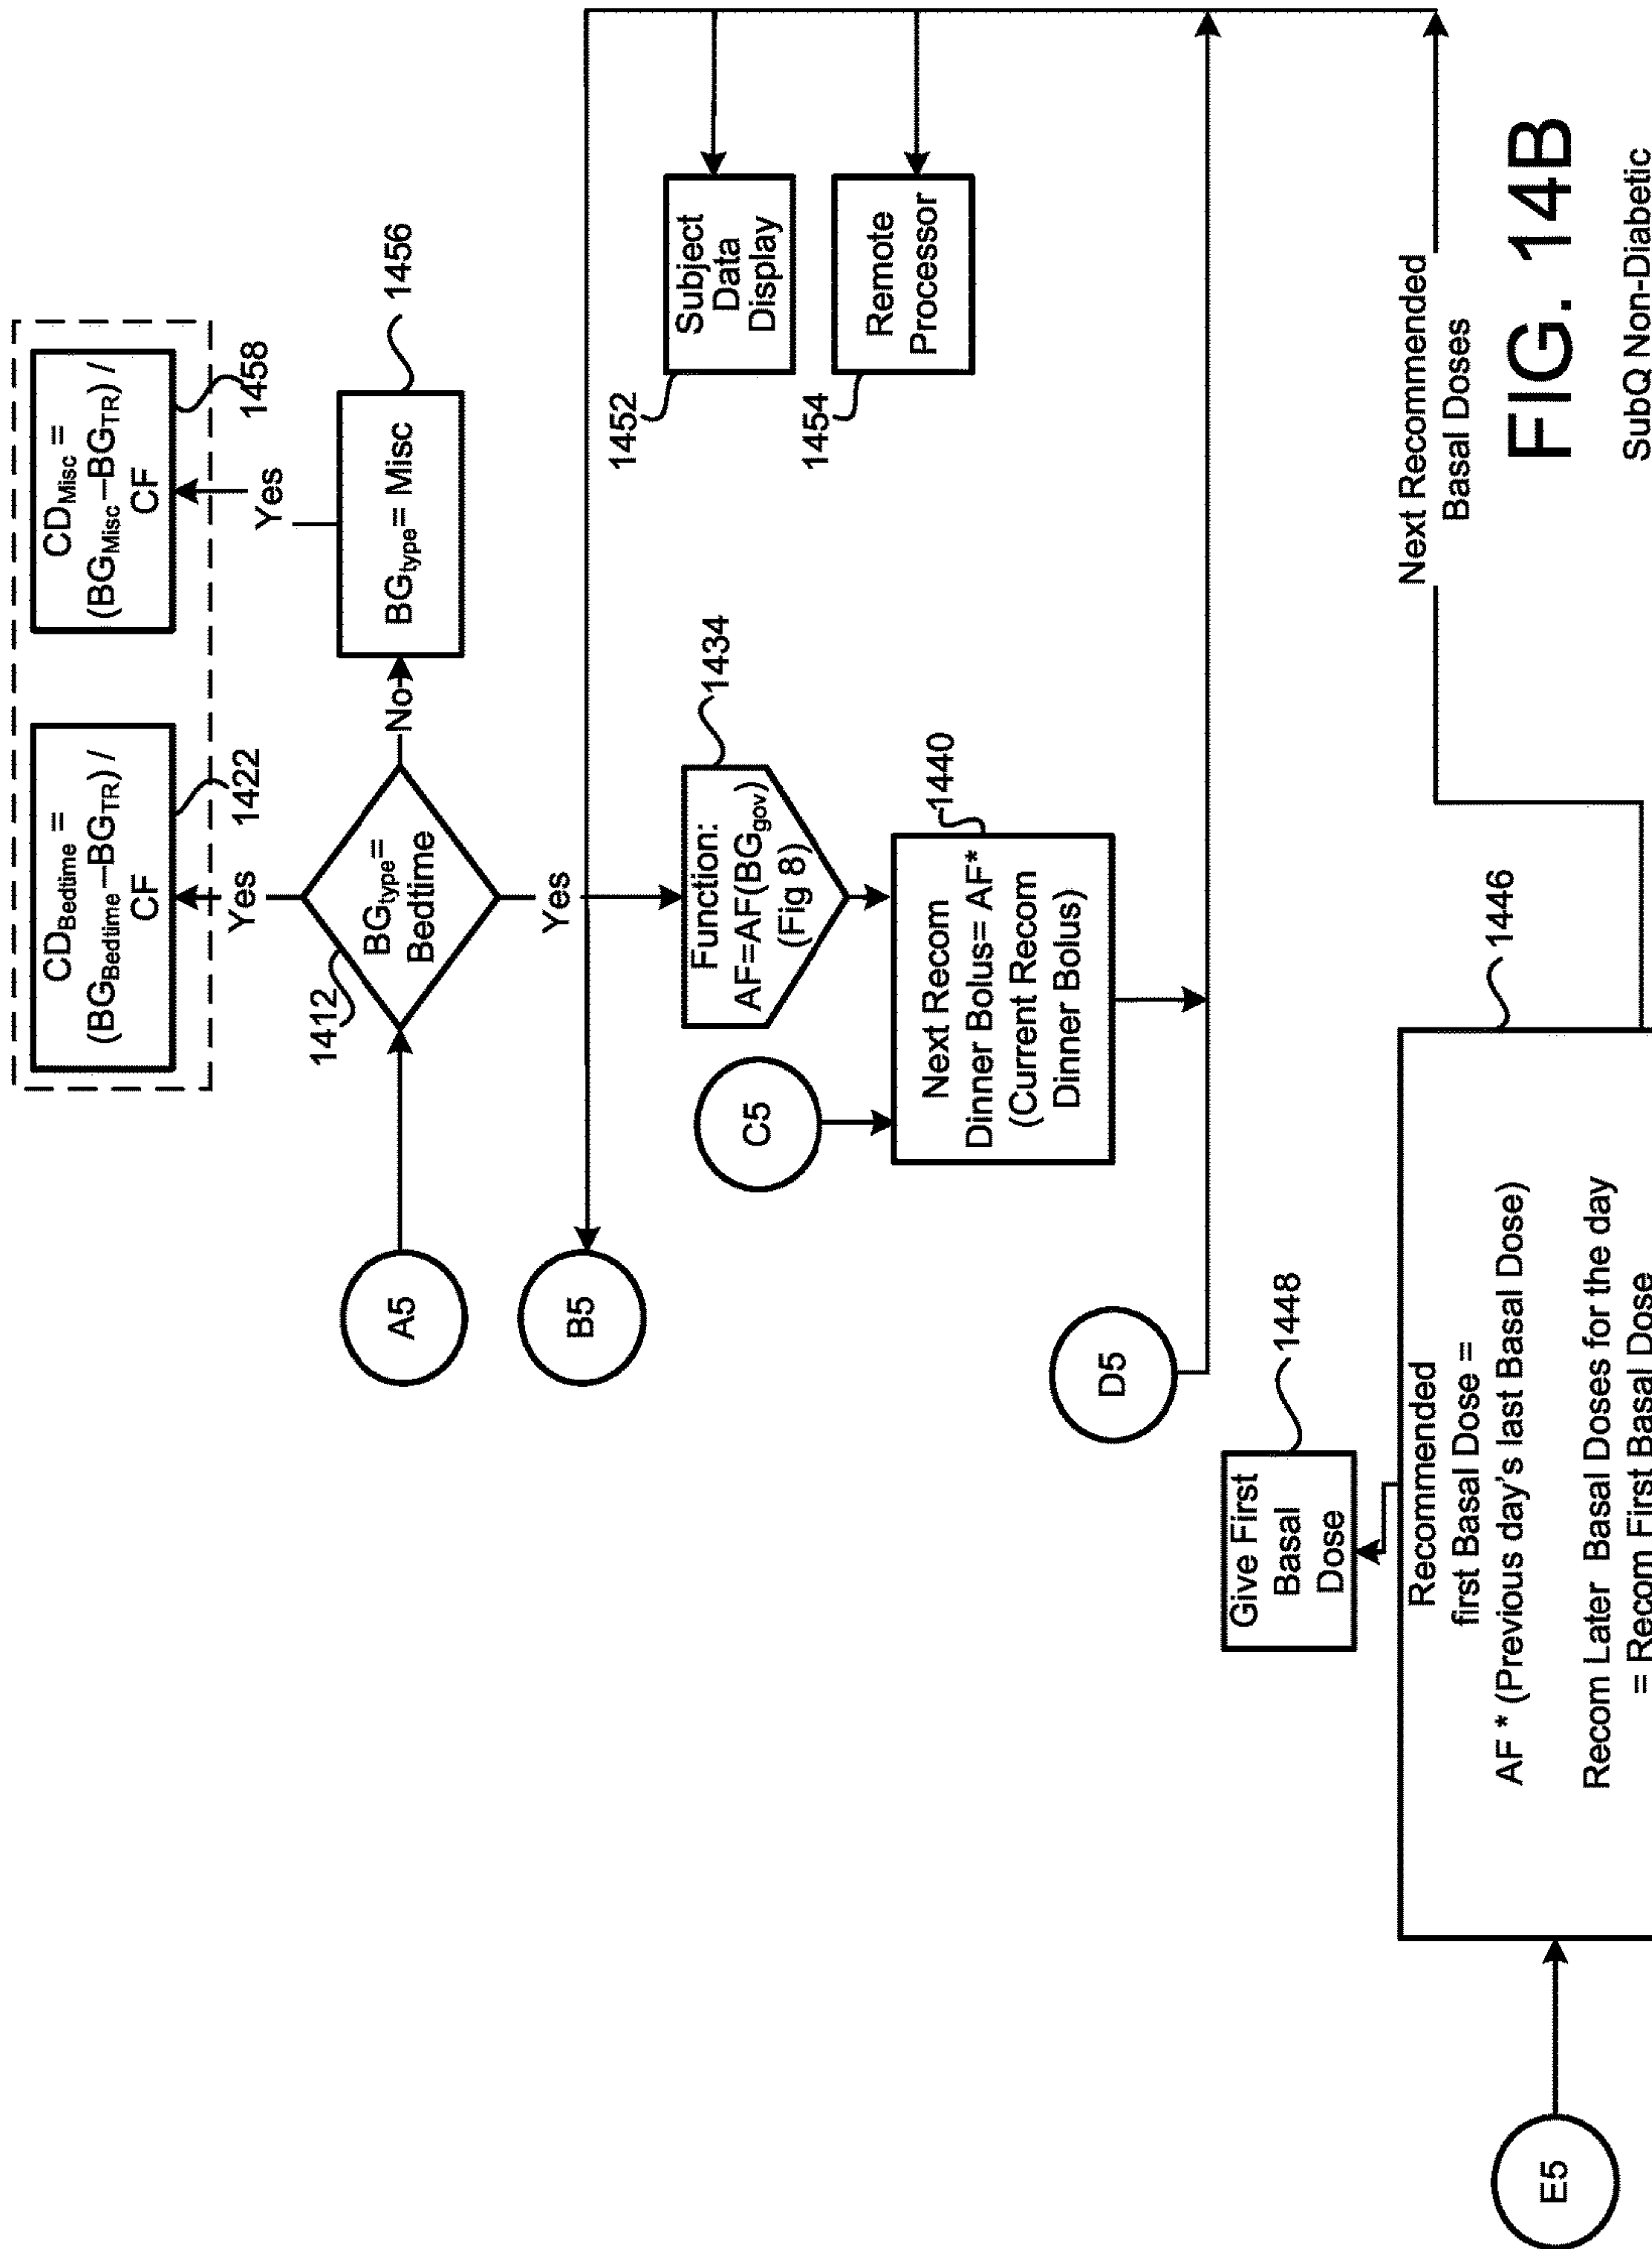 CD_Bedtime =
(BG_Bedtime–BG_TR) /
CF
1422
CD_Misc =
(BG_Misc–BG_TR) /
CF
1458
Yes
Yes
A5
1412
BG_type=
Bedtime
No
BG_type= Misc
1456
Yes
B5
C5
Function:
AF=AF(BG_gov)
(Fig 8)
1434
1452
Subject
Data
Display
Next Recom
Dinner Bolus= AF*
(Current Recom
Dinner Bolus)
1440
1454
Remote
Processor
D5
Give First
Basal
Dose
1448
E5
Recommended
first Basal Dose =
AF * (Previous day's last Basal Dose)
Recom Later Basal Doses for the day
= Recom First Basal Dose
1446
Next Recommended
Basal Doses
FIG. 14B
SubQ Non-Diabetic